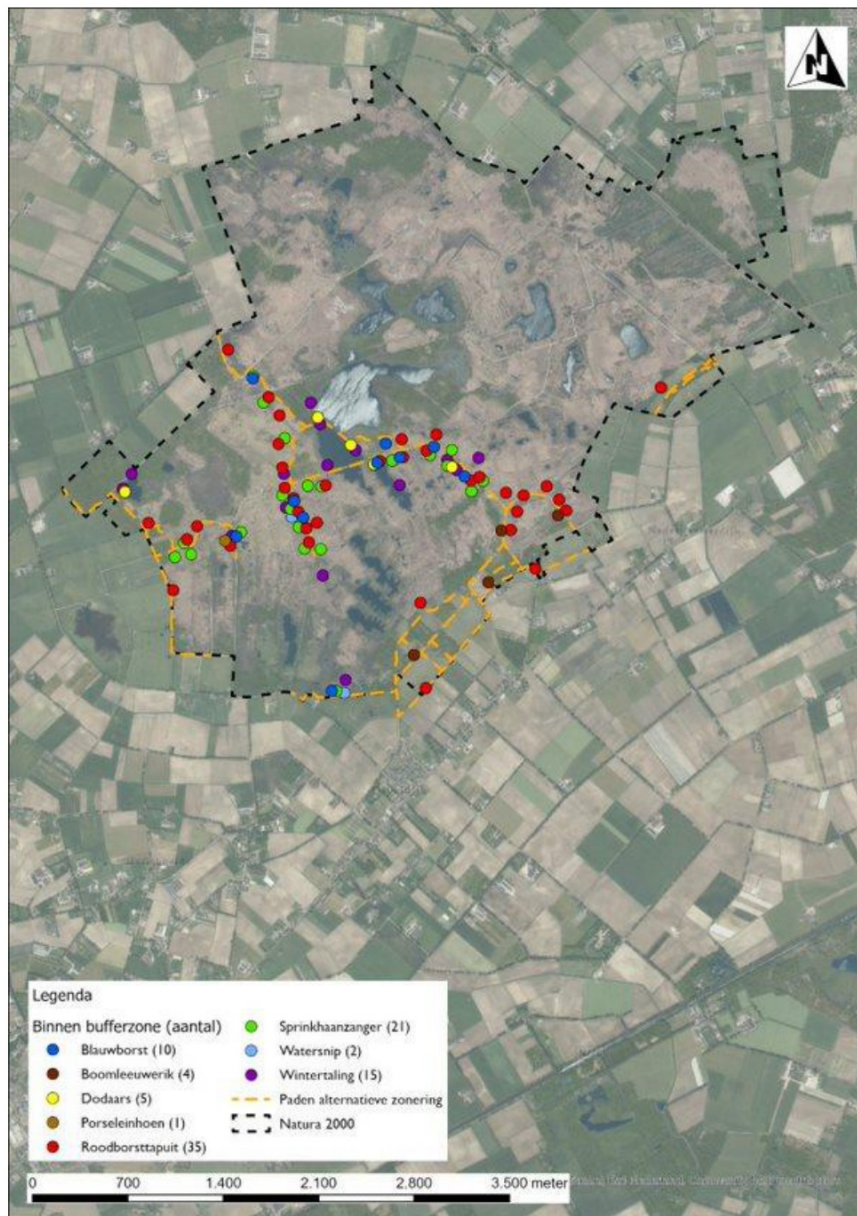 N
Legenda
Binnen bufferzone (aantal)
Blauwborst (10)
Boomleeuwerik (4)
Dodaars (5)
Porseleinhoen (1)
Roodborsttapuit (35)
Sprinkhaanzanger (21)
Watersnip (2)
Wintertaling (15)
Paden alternatieve zonering
Natura 2000
0 700 1.400 2.100 2.800 3.500 meter